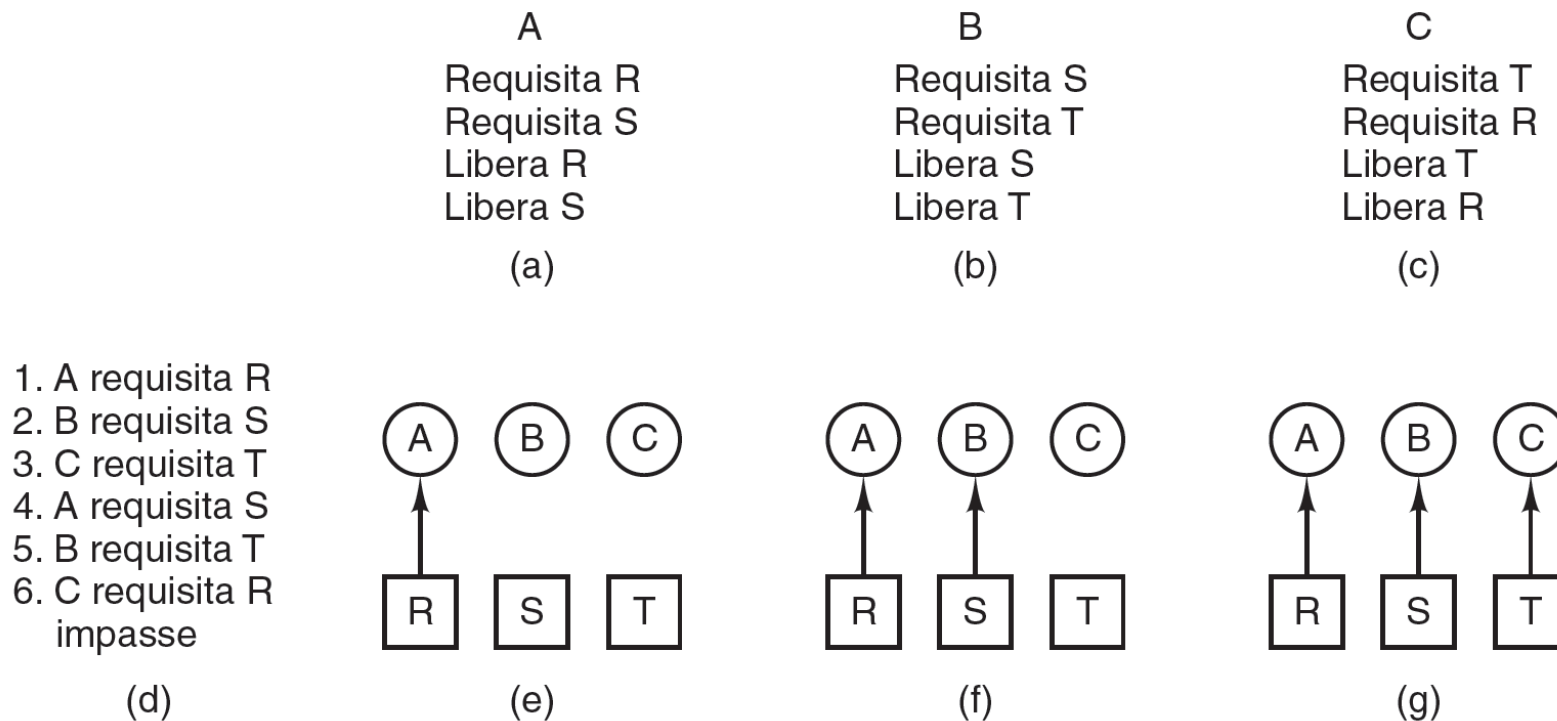 A
Requisita R
Requisita S
Libera R
Libera S
(a)
B
Requisita S
Requisita T
Libera S
Libera T
(b)
C
Requisita T
Requisita R
Libera T
Libera R
(c)
1. A requisita R
2. B requisita S
3. C requisita T
4. A requisita S
5. B requisita T
6. C requisita R
impasse
(d)
A B C
R S T
(e)
A B C
R S T
(f)
A B C
R S T
(g)